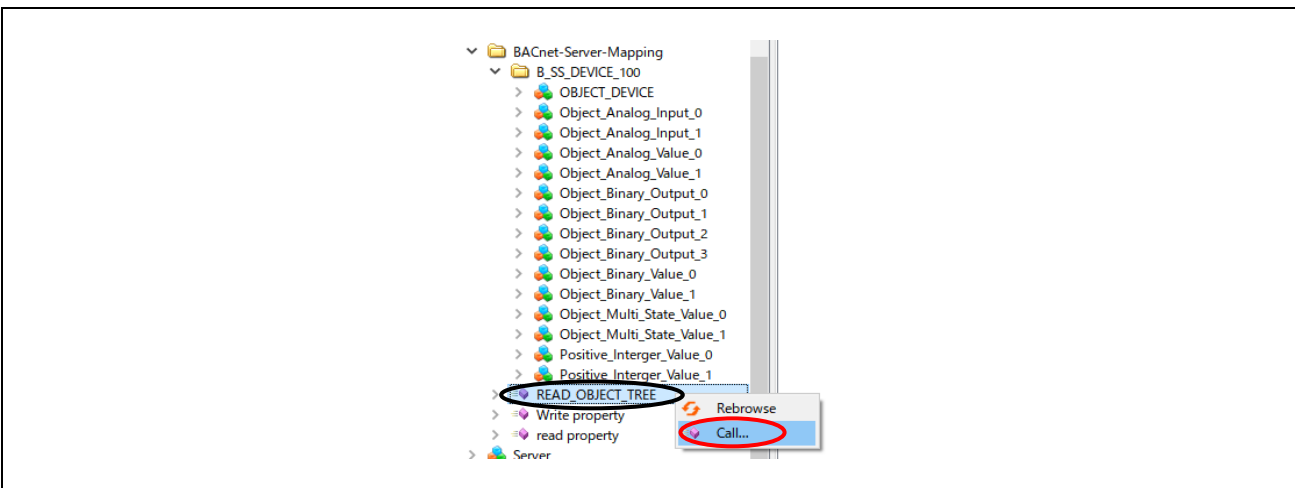 BACnet-Server-Mapping
B_SS_DEVICE_100
OBJECT_DEVICE
Object_Analog_Input_0
Object_Analog_Input_1
Object_Analog_Value_0
Object_Analog_Value_1
Object_Binary_Output_0
Object_Binary_Output_1
Object_Binary_Output_2
Object_Binary_Output_3
Object_Binary_Value_0
Object_Binary_Value_1
Object_Multi_State_Value_0
Object_Multi_State_Value_1
Positive_Interger_Value_0
Positive_Interger_Value_1
READ_OBJECT_TREE
Rebrowse
Write property
Call...
read property
Server